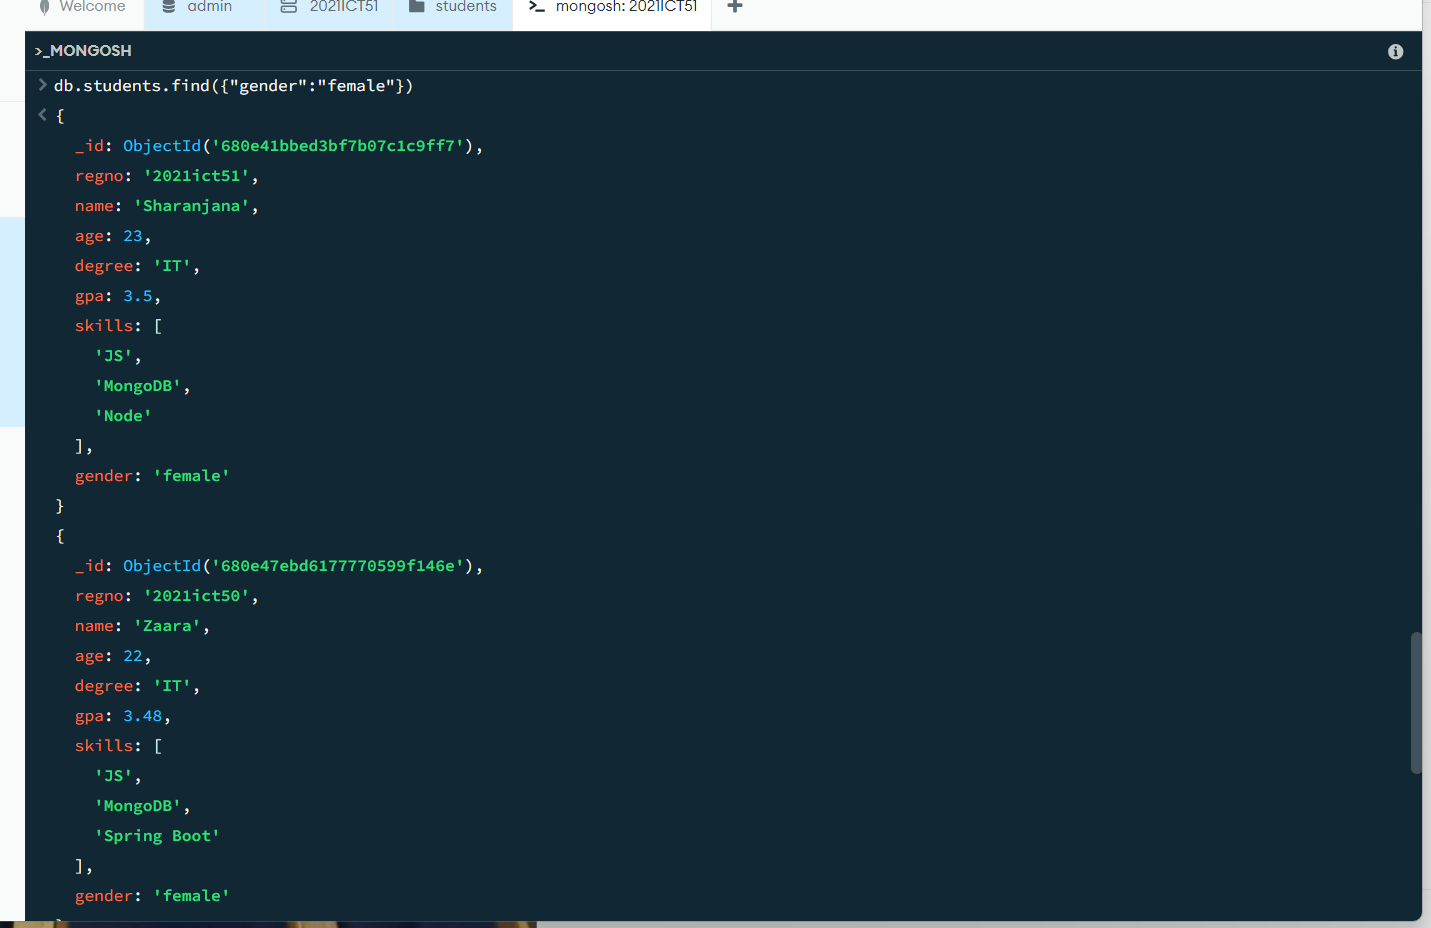 Welcome admin 2021ICT51 students >_ mongosh: 2021ICT51 +
>_MONGOSH
> db.students.find({"gender":"female"})
< {
_id: ObjectId('680e41bbed3bf7b07c1c9ff7'),
regno: '2021ict51',
name: 'Sharanjana',
age: 23,
degree: 'IT',
gpa: 3.5,
skills: [
'JS',
'MongoDB',
'Node'
],
gender: 'female'
}
{
_id: ObjectId('680e47ebd6177770599f146e'),
regno: '2021ict50',
name: 'Zaara',
age: 22,
degree: 'IT',
gpa: 3.48,
skills: [
'JS',
'MongoDB',
'Spring Boot'
],
gender: 'female'